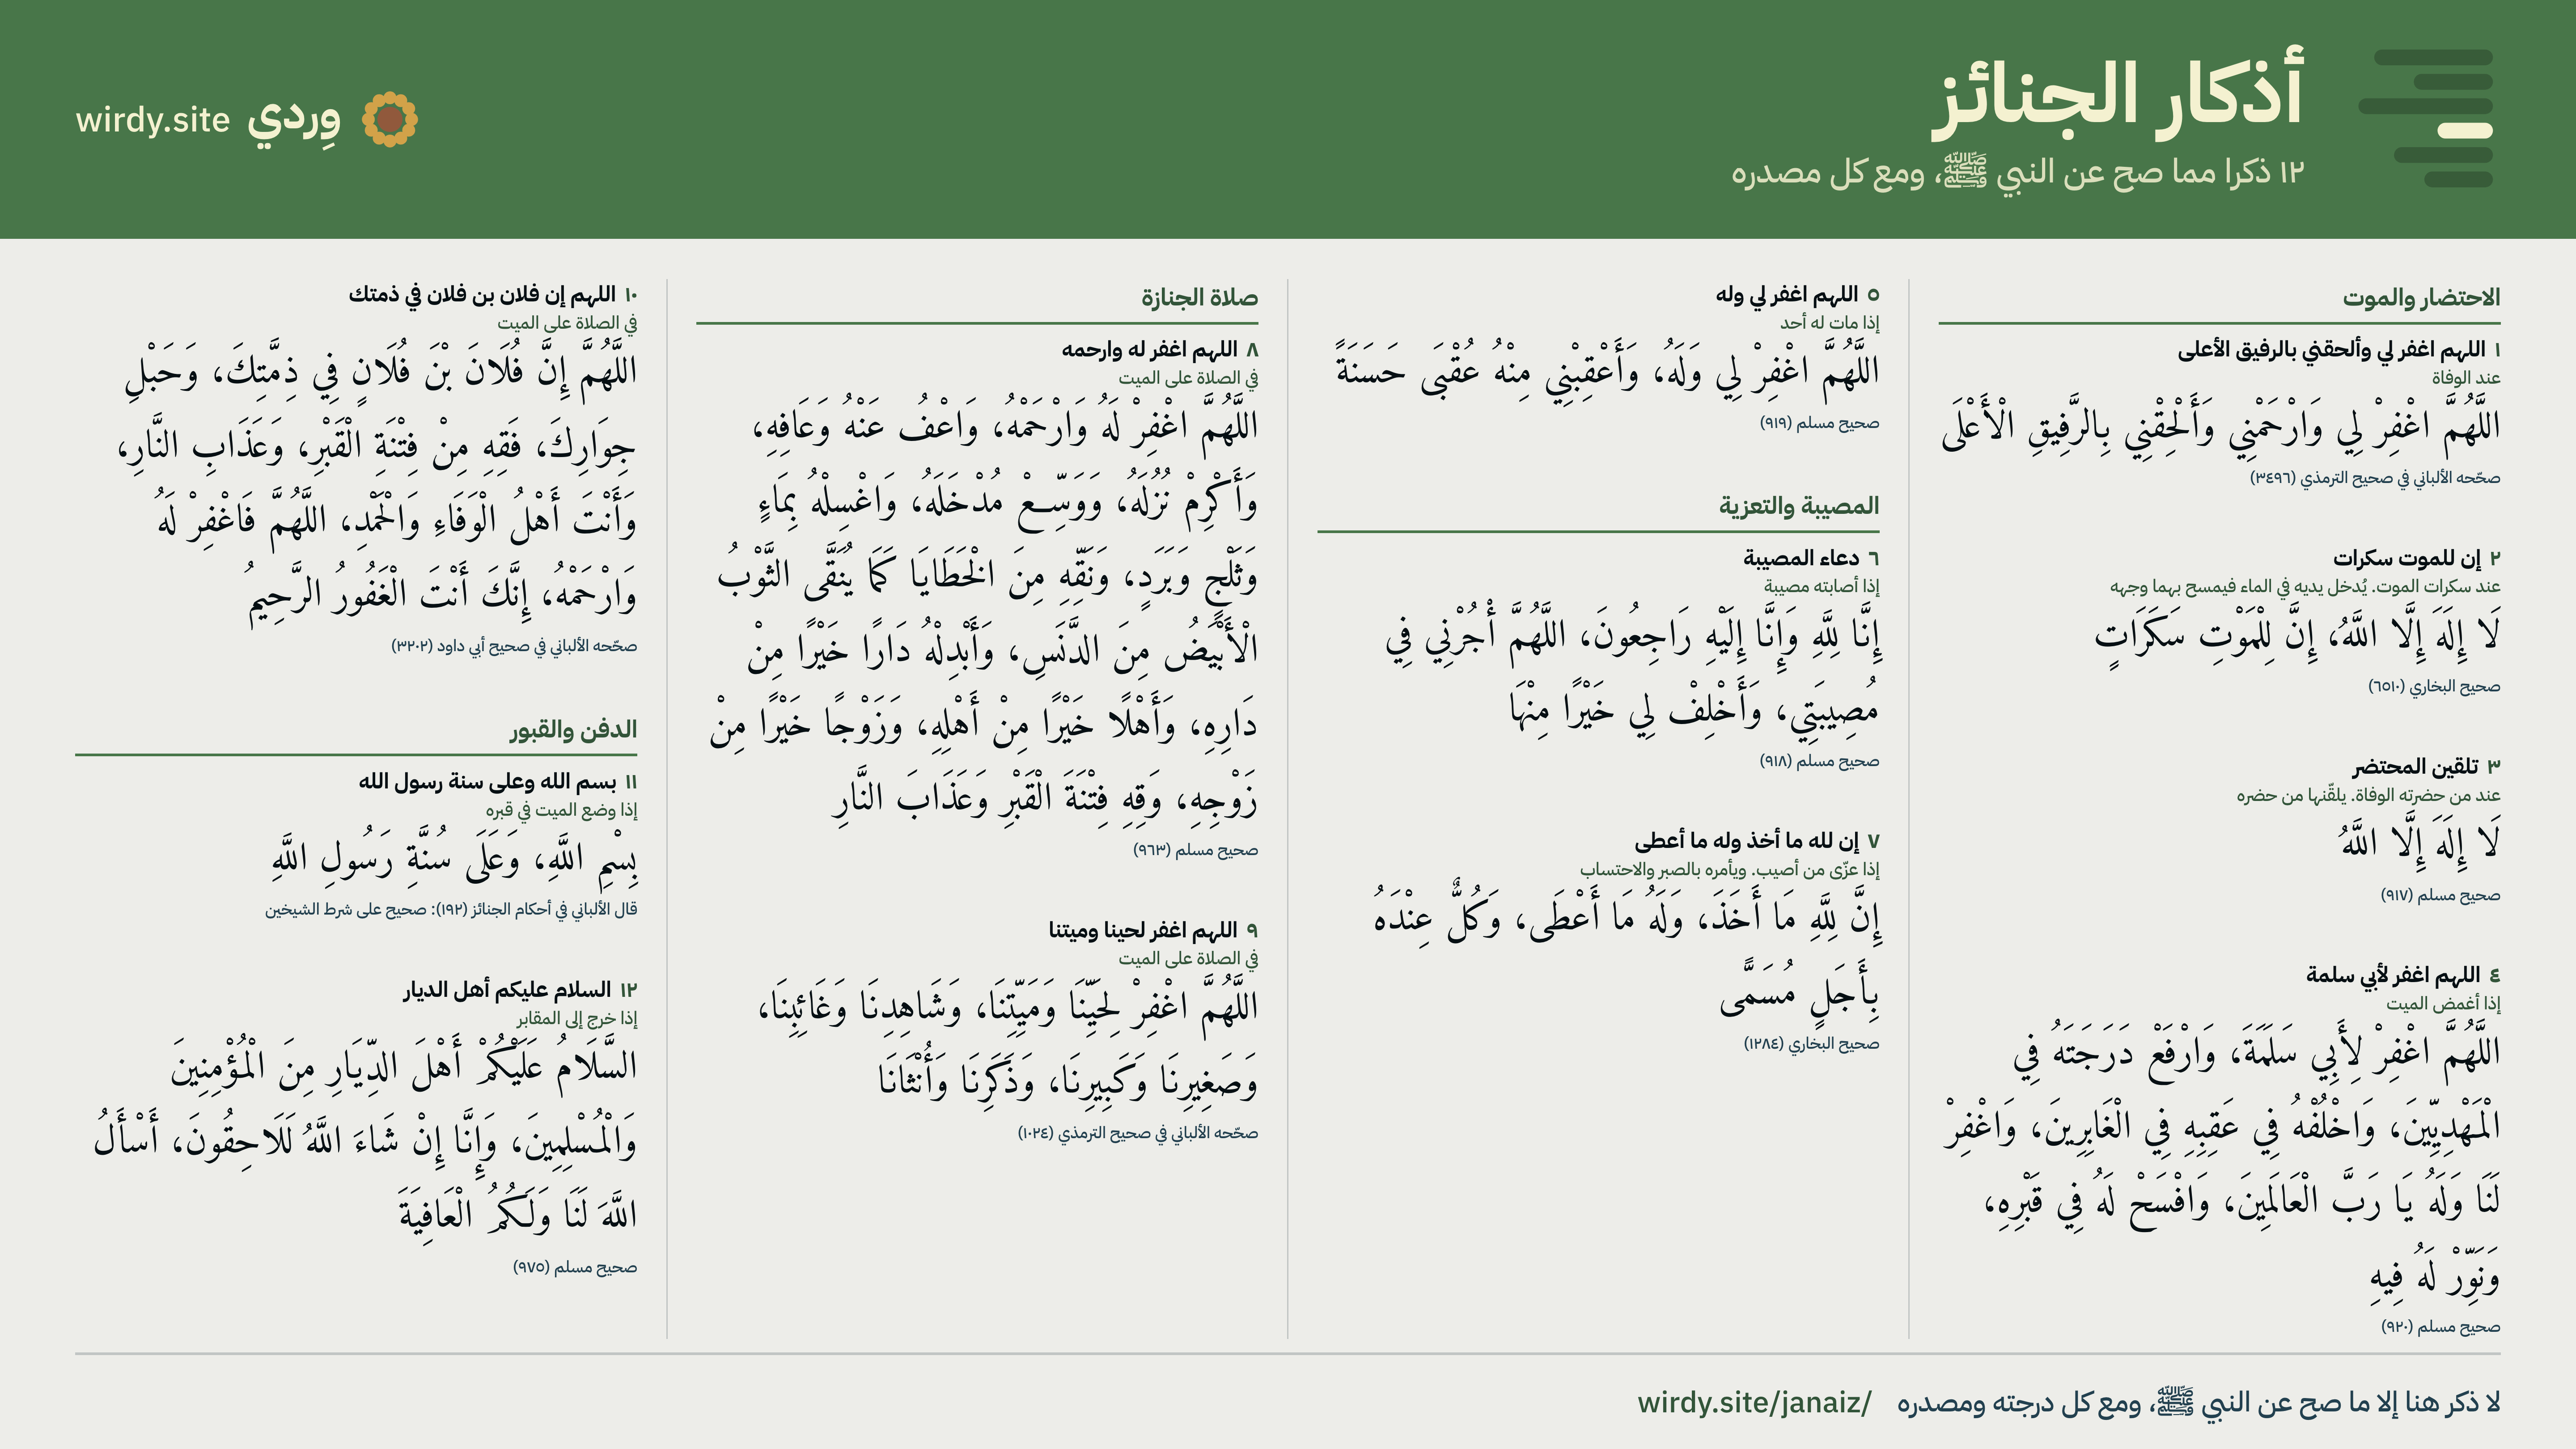 أذكار الجنائز
١٢ ذكرا مما صح عن النبي ﷺ، ومع كل مصدره
وِردي wirdy.site
الاحتضار والموت
١ اللهم اغفر لي وألحقني بالرفيق الأعلى
عند الوفاة
اللَّهُمَّ اغْفِرْ لِي وَارْحَمْنِي وَأَلْحِقْنِي بِالرَّفِيقِ الْأَعْلَى
صحّحه الألباني في صحيح الترمذي (٣٤٩٦)
٢ إن للموت سكرات
عند سكرات الموت. يُدخل يديه في الماء فيمسح بهما وجهه
لَا إِلَهَ إِلَّا اللَّهُ، إِنَّ لِلْمَوْتِ سَكَرَاتٍ
صحيح البخاري (٦٥١٠)
٣ تلقين المحتضر
عند من حضرته الوفاة. يلقّنها من حضره
لَا إِلَهَ إِلَّا اللَّهُ
صحيح مسلم (٩١٧)
٤ اللهم اغفر لأبي سلمة
إذا أغمض الميت
اللَّهُمَّ اغْفِرْ لِأَبِي سَلَمَةَ، وَارْفَعْ دَرَجَتَهُ فِي
الْمَهْدِيِّينَ، وَاخْلُفْهُ فِي عَقِبِهِ فِي الْغَابِرِينَ، وَاغْفِرْ
لَنَا وَلَهُ يَا رَبَّ الْعَالَمِينَ، وَافْسَحْ لَهُ فِي قَبْرِهِ،
وَنَوِّرْ لَهُ فِيهِ
صحيح مسلم (٩٢٠)
٥ اللهم اغفر لي وله
إذا مات له أحد
اللَّهُمَّ اغْفِرْ لِي وَلَهُ، وَأَعْقِبْنِي مِنْهُ عُقْبَى حَسَنَةً
صحيح مسلم (٩١٩)
المصيبة والتعزية
٦ دعاء المصيبة
إذا أصابته مصيبة
إِنَّا لِلَّهِ وَإِنَّا إِلَيْهِ رَاجِعُونَ، اللَّهُمَّ أْجُرْنِي فِي
مُصِيبَتِي، وَأَخْلِفْ لِي خَيْرًا مِنْهَا
صحيح مسلم (٩١٨)
٧ إن لله ما أخذ وله ما أعطى
إذا عزّى من أصيب. ويأمره بالصبر والاحتساب
إِنَّ لِلَّهِ مَا أَخَذَ، وَلَهُ مَا أَعْطَى، وَكُلٌّ عِنْدَهُ
بِأَجَلٍ مُسَمًّى
صحيح البخاري (١٢٨٤)
صلاة الجنازة
٨ اللهم اغفر له وارحمه
في الصلاة على الميت
اللَّهُمَّ اغْفِرْ لَهُ وَارْحَمْهُ، وَاعْفُ عَنْهُ وَعَافِهِ،
وَأَكْرِمْ نُزُلَهُ، وَوَسِّعْ مُدْخَلَهُ، وَاغْسِلْهُ بِمَاءٍ
وَثَلْجٍ وَبَرَدٍ، وَنَقِّهِ مِنَ الْخَطَايَا كَمَا يُنَقَّى الثَّوْبُ
الْأَبْيَضُ مِنَ الدَّنَسِ، وَأَبْدِلْهُ دَارًا خَيْرًا مِنْ
دَارِهِ، وَأَهْلًا خَيْرًا مِنْ أَهْلِهِ، وَزَوْجًا خَيْرًا مِنْ
زَوْجِهِ، وَقِهِ فِتْنَةَ الْقَبْرِ وَعَذَابَ النَّارِ
صحيح مسلم (٩٦٣)
٩ اللهم اغفر لحينا وميتنا
في الصلاة على الميت
اللَّهُمَّ اغْفِرْ لِحَيِّنَا وَمَيِّتِنَا، وَشَاهِدِنَا وَغَائِبِنَا،
وَصَغِيرِنَا وَكَبِيرِنَا، وَذَكَرِنَا وَأُنْثَانَا
صحّحه الألباني في صحيح الترمذي (١٠٢٤)
١٠ اللهم إن فلان بن فلان في ذمتك
في الصلاة على الميت
اللَّهُمَّ إِنَّ فُلَانَ بْنَ فُلَانٍ فِي ذِمَّتِكَ، وَحَبْلِ
جِوَارِكَ، فَقِهِ مِنْ فِتْنَةِ الْقَبْرِ، وَعَذَابِ النَّارِ،
وَأَنْتَ أَهْلُ الْوَفَاءِ وَالْحَمْدِ، اللَّهُمَّ فَاغْفِرْ لَهُ
وَارْحَمْهُ، إِنَّكَ أَنْتَ الْغَفُورُ الرَّحِيمُ
صحّحه الألباني في صحيح أبي داود (٣٢٠٢)
الدفن والقبور
١١ بسم الله وعلى سنة رسول الله
إذا وضع الميت في قبره
بِسْمِ اللَّهِ، وَعَلَى سُنَّةِ رَسُولِ اللَّهِ
قال الألباني في أحكام الجنائز (١٩٢): صحيح على شرط الشيخين
١٢ السلام عليكم أهل الديار
إذا خرج إلى المقابر
السَّلَامُ عَلَيْكُمْ أَهْلَ الدِّيَارِ مِنَ الْمُؤْمِنِينَ
وَالْمُسْلِمِينَ، وَإِنَّا إِنْ شَاءَ اللَّهُ لَلَاحِقُونَ، أَسْأَلُ
اللَّهَ لَنَا وَلَكُمُ الْعَافِيَةَ
صحيح مسلم (٩٧٥)
لا ذكر هنا إلا ما صح عن النبي ﷺ، ومع كل درجته ومصدره wirdy.site/janaiz/